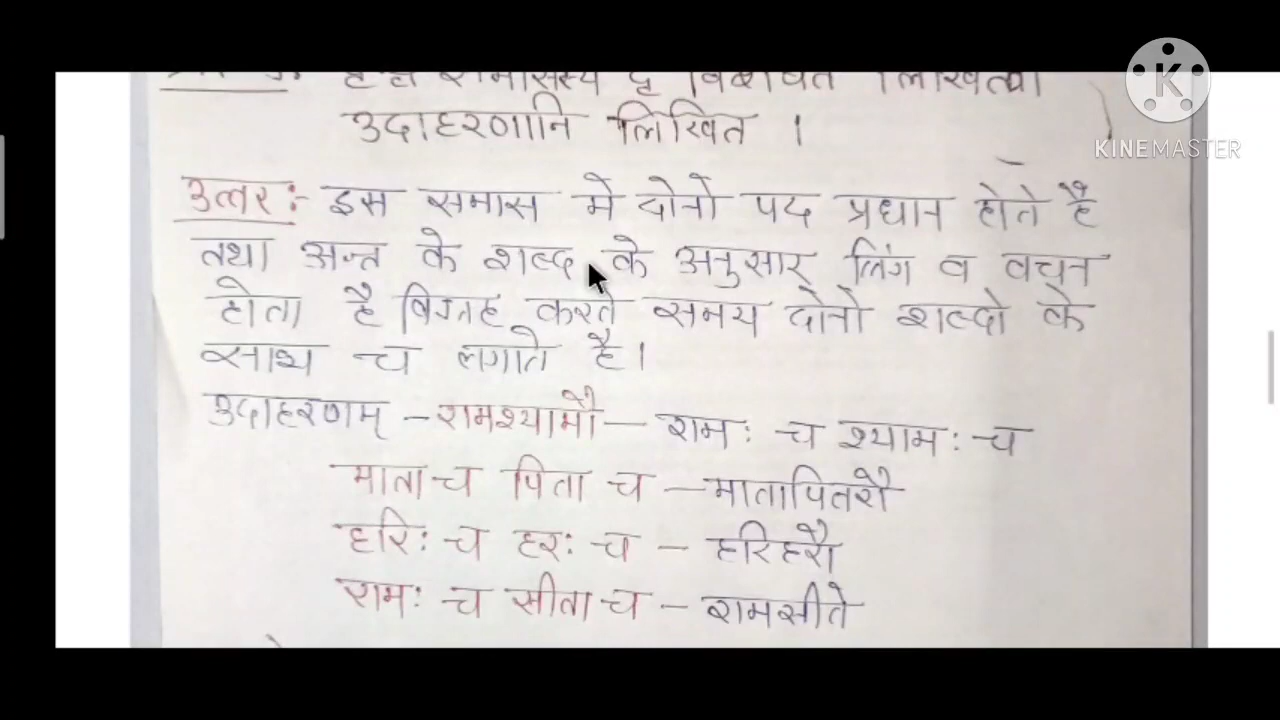 KINEMASTER
उदाहरणानि लिखित ।
उत्तर :- इस समास मे दोनो पद प्रधान होते है
तथा अन्त के शब्द के अनुसार लिंग व वचन
होता है विग्रह करते समय दोनो शब्दो के
साथ च लगाते है।
उदाहरणम् - रामश्यामौ - रामः च श्यामः च
माता च पिता च - मातापितरौ
हरिः च हरः च - हरिहरौ
रामः च सीता च - रामसीते